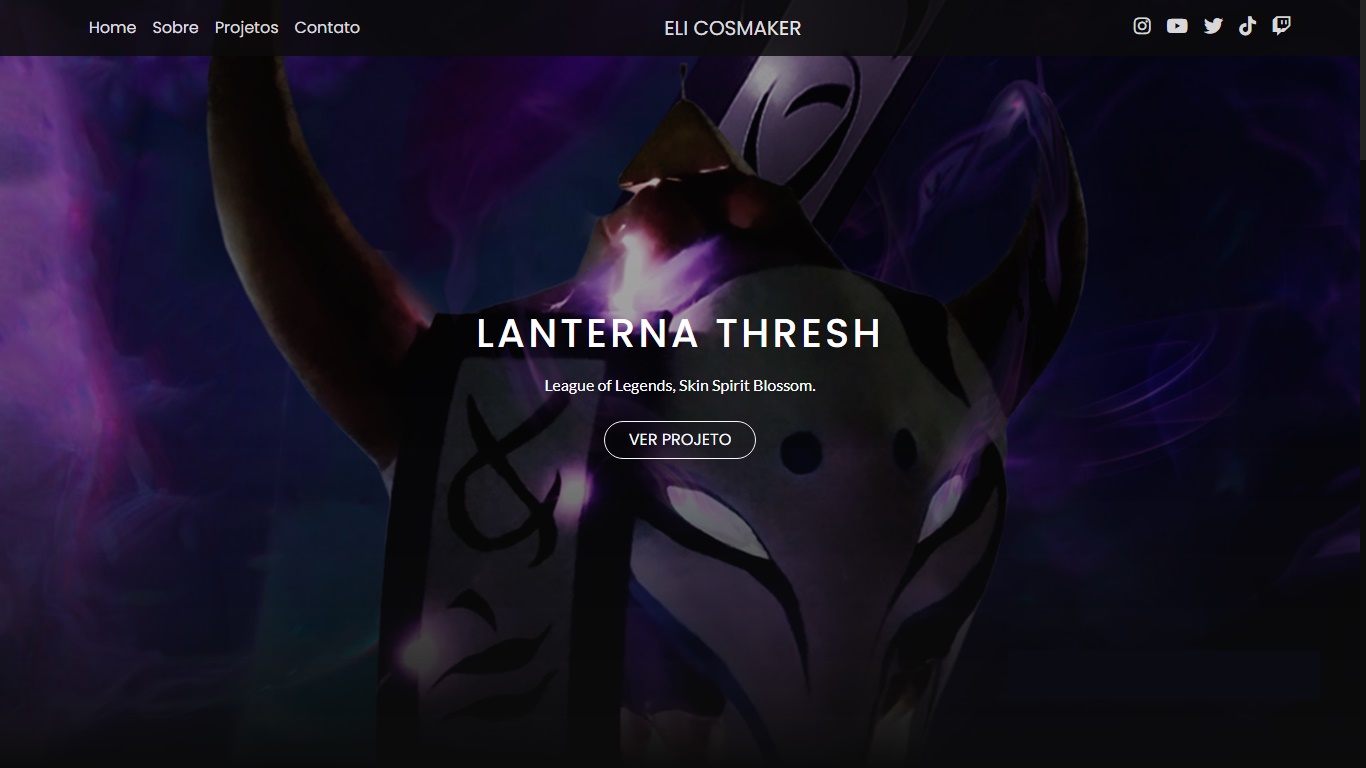 Home Sobre Projetos Contato
ELI COSMAKER
LANTERNA THRESH
League of Legends, Skin Spirit Blossom.
VER PROJETO